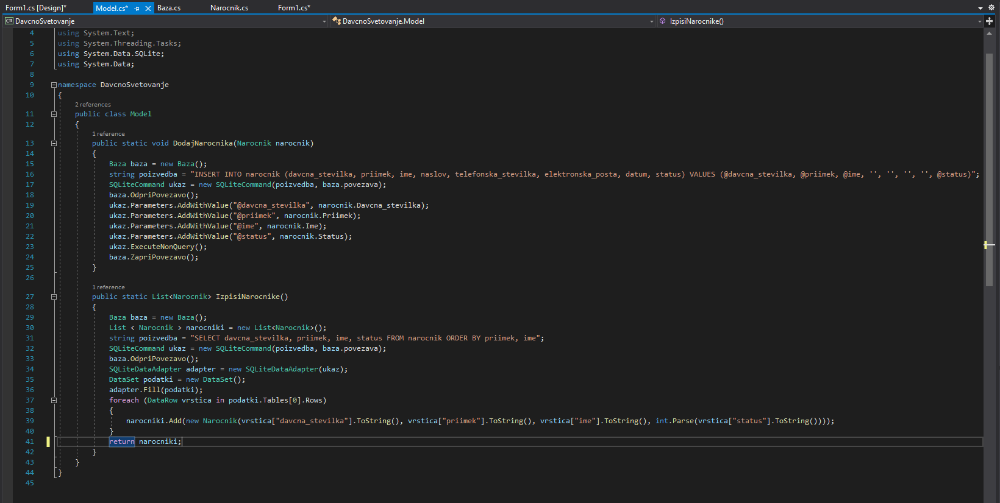 Form1.cs [Design]* Model.cs* Baza.cs Narocnik.cs Form1.cs*
C# DavcnoSvetovanje DavcnoSvetovanje.Model IzpisiNarocnike()
4 using System.Text;
5 using System.Threading.Tasks;
6 using System.Data.SQLite;
7 using System.Data;
8
9 namespace DavcnoSvetovanje
10 {
2 references
11 public class Model
12 {
1 reference
13 public static void DodajNarocnika(Narocnik narocnik)
14 {
15 Baza baza = new Baza();
16 string poizvedba = "INSERT INTO narocnik (davcna_stevilka, priimek, ime, naslov, telefonska_stevilka, elektronska_posta, datum, status) VALUES (@davcna_stevilka, @priimek, @ime, '', '', '', '', @status)";
17 SQLiteCommand ukaz = new SQLiteCommand(poizvedba, baza.povezava);
18 baza.OdpriPovezavo();
19 ukaz.Parameters.AddWithValue("@davcna_stevilka", narocnik.Davcna_stevilka);
20 ukaz.Parameters.AddWithValue("@priimek", narocnik.Priimek);
21 ukaz.Parameters.AddWithValue("@ime", narocnik.Ime);
22 ukaz.Parameters.AddWithValue("@status", narocnik.Status);
23 ukaz.ExecuteNonQuery();
24 baza.ZapriPovezavo();
25 }
26
1 reference
27 public static List<Narocnik> IzpisiNarocnike()
28 {
29 Baza baza = new Baza();
30 List < Narocnik > narocniki = new List<Narocnik>();
31 string poizvedba = "SELECT davcna_stevilka, priimek, ime, status FROM narocnik ORDER BY priimek, ime";
32 SQLiteCommand ukaz = new SQLiteCommand(poizvedba, baza.povezava);
33 baza.OdpriPovezavo();
34 SQLiteDataAdapter adapter = new SQLiteDataAdapter(ukaz);
35 DataSet podatki = new DataSet();
36 adapter.Fill(podatki);
37 foreach (DataRow vrstica in podatki.Tables[0].Rows)
38 {
39 narocniki.Add(new Narocnik(vrstica["davcna_stevilka"].ToString(), vrstica["priimek"].ToString(), vrstica["ime"].ToString(), int.Parse(vrstica["status"].ToString())));
40 }
41 return narocniki;
42 }
43 }
44 }
45